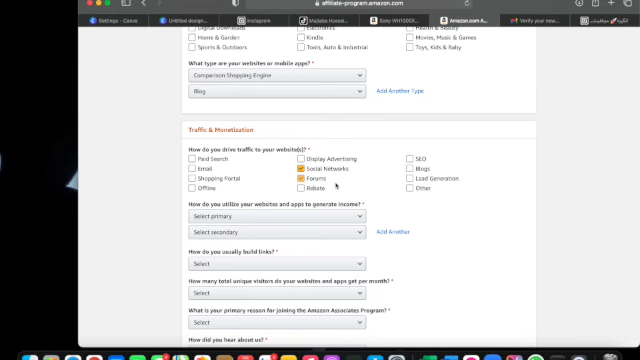 affiliate-program.amazon.com
Settings - Canva
Untitled design...
Instagram
Sony WH1000X
Amazon.com A
Verify your new...
Digital Downloads
Electronics
Health & Beauty
Home & Garden
Kindle
Movies, Music & Games
Sports & Outdoors
Tools, Auto & Industrial
Toys, Kids & Baby
What type are your websites or mobile apps? *
Comparison Shopping Engine
Blog
Add Another Type
Traffic & Monetization
How do you drive traffic to your website(s)? *
Paid Search
Display Advertising
SEO
Email
Social Networks
Blogs
Shopping Portal
Forums
Lead Generation
Offline
Rebate
Other
How do you utilize your websites and apps to generate income? *
Select primary
Select secondary
Add Another
How do you usually build links? *
Select
How many total unique visitors do your websites and apps get per month? *
Select
What is your primary reason for joining the Amazon Associates Program? *
Select
How did you hear about us? *